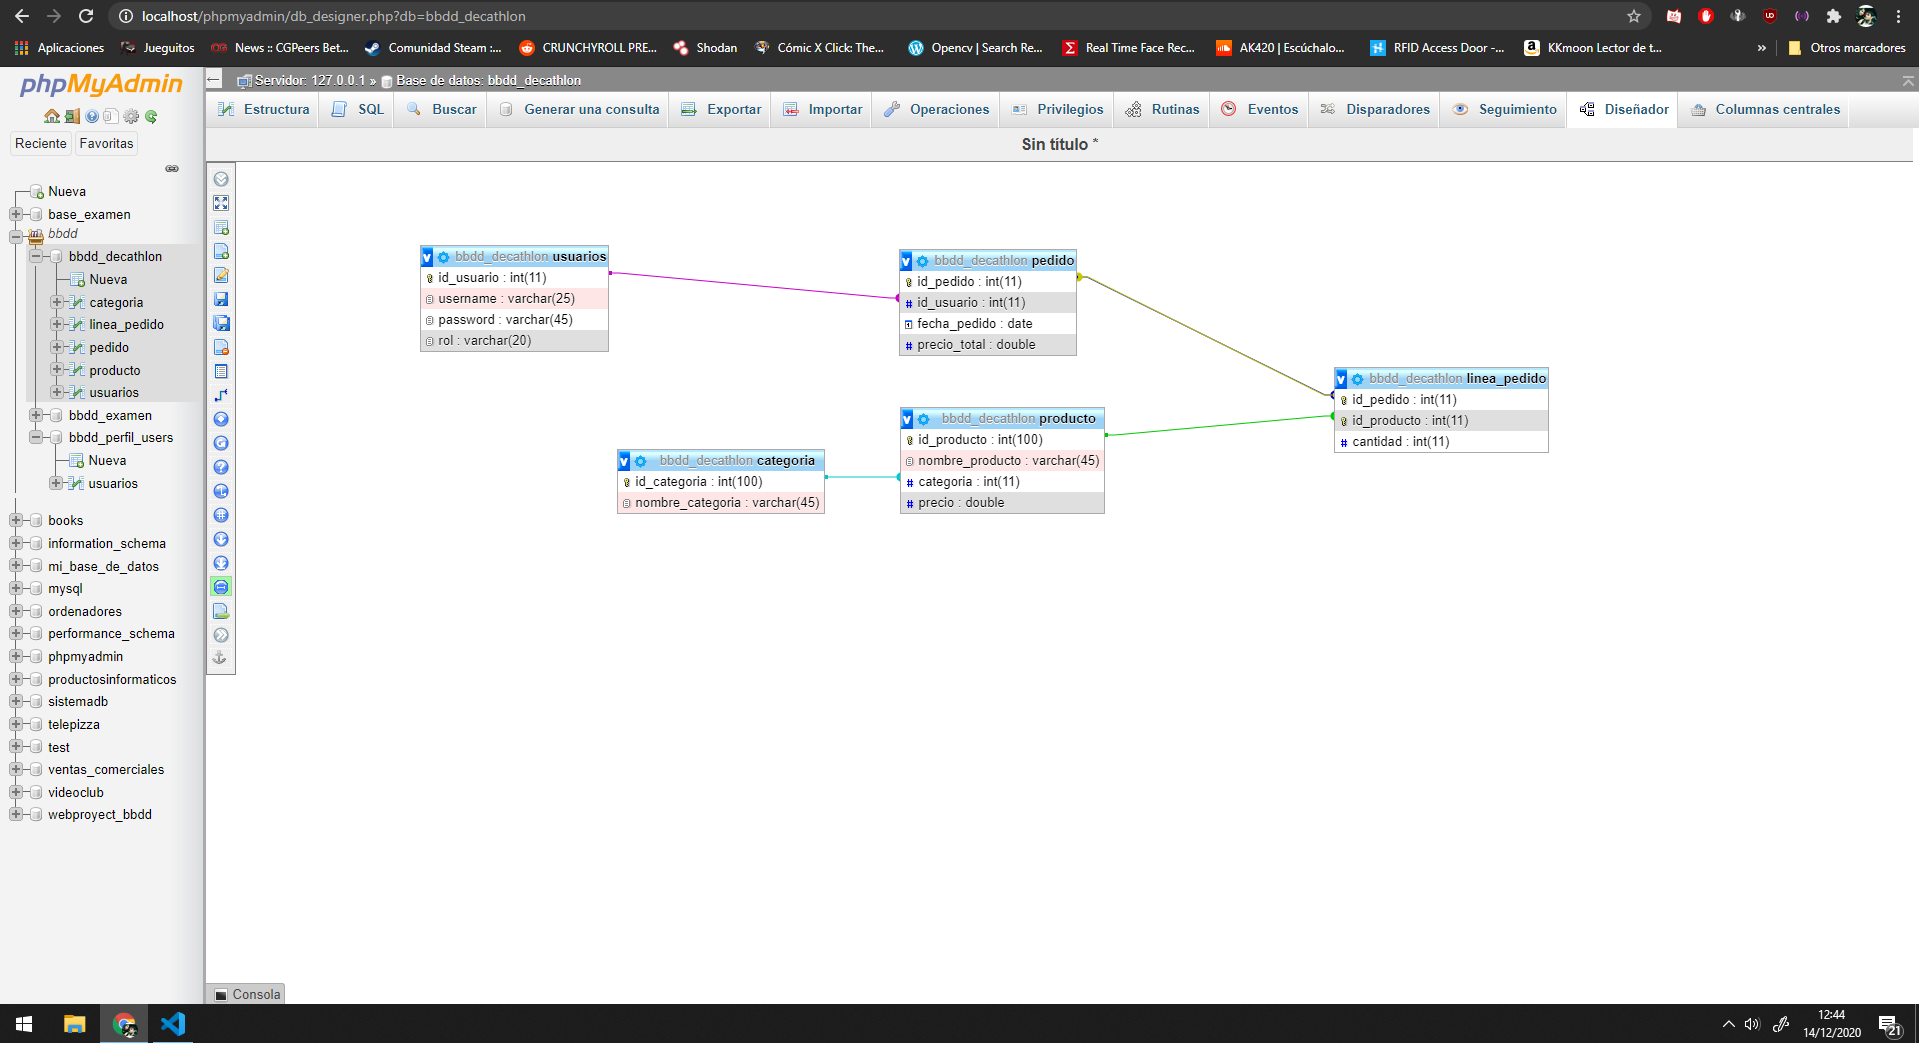 localhost/phpmyadmin/db_designer.php?db=bbdd_decathlon
Aplicaciones
Jueguitos
News :: CGPeers Bet...
Comunidad Steam :...
CRUNCHYROLL PRE...
Shodan
Cómic X Click: The...
Opencv | Search Re...
Real Time Face Rec...
AK420 | Escúchalo...
RFID Access Door -...
KKmoon Lector de t...
»
Otros marcadores
phpMyAdmin
Reciente
Favoritas
Nueva
base_examen
bbdd
bbdd_decathlon
Nueva
categoria
linea_pedido
pedido
producto
usuarios
bbdd_examen
bbdd_perfil_users
Nueva
usuarios
books
information_schema
mi_base_de_datos
mysql
ordenadores
performance_schema
phpmyadmin
productosinformaticos
sistemadb
telepizza
test
ventas_comerciales
videoclub
webproyect_bbdd
Servidor: 127.0.0.1 » Base de datos: bbdd_decathlon
Estructura
SQL
Buscar
Generar una consulta
Exportar
Importar
Operaciones
Privilegios
Rutinas
Eventos
Disparadores
Seguimiento
Diseñador
Columnas centrales
Sin título *
v bbdd_decathlon usuarios
id_usuario : int(11)
username : varchar(25)
password : varchar(45)
rol : varchar(20)
v bbdd_decathlon pedido
id_pedido : int(11)
# id_usuario : int(11)
fecha_pedido : date
# precio_total : double
v bbdd_decathlon linea_pedido
id_pedido : int(11)
id_producto : int(11)
# cantidad : int(11)
v bbdd_decathlon producto
id_producto : int(100)
nombre_producto : varchar(45)
# categoria : int(11)
# precio : double
v bbdd_decathlon categoria
id_categoria : int(100)
nombre_categoria : varchar(45)
Consola
12:44
14/12/2020
21